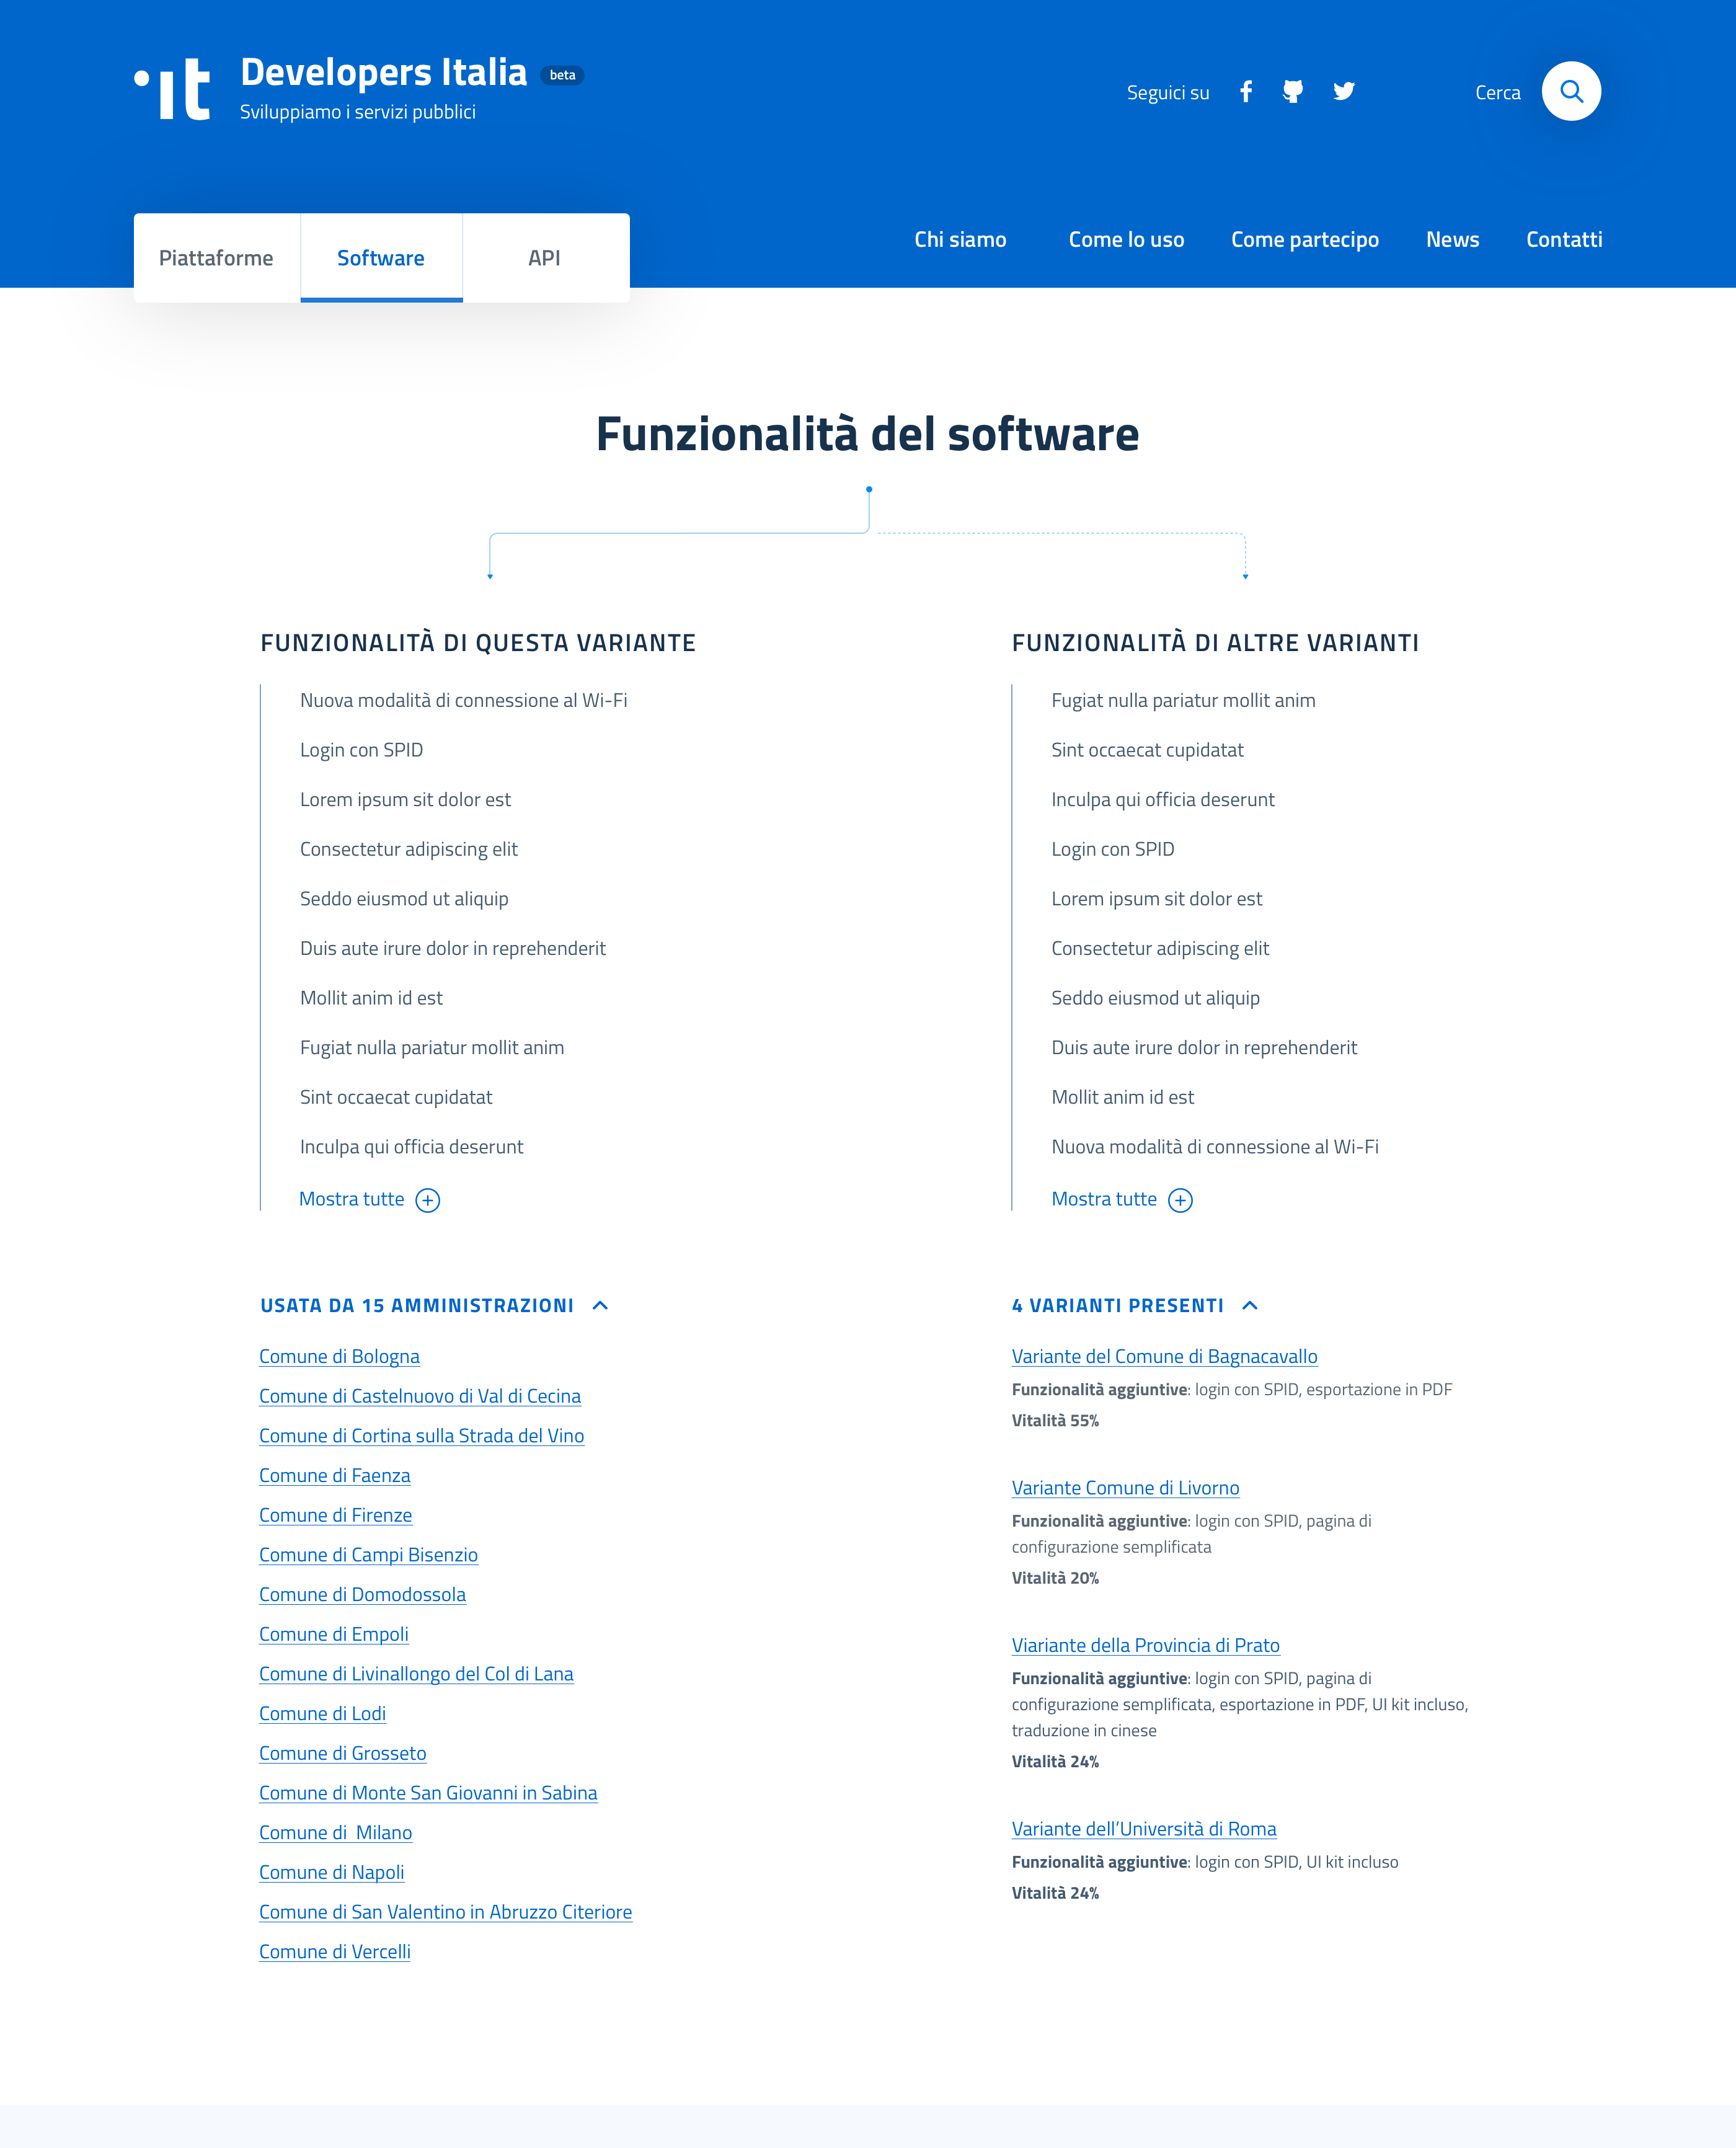 Developers Italia beta
Sviluppiamo i servizi pubblici
Seguici su
Cerca
Piattaforme
Software
API
Chi siamo
Come lo uso
Come partecipo
News
Contatti
Funzionalità del software
FUNZIONALITÀ DI QUESTA VARIANTE
Nuova modalità di connessione al Wi-Fi
Login con SPID
Lorem ipsum sit dolor est
Consectetur adipiscing elit
Seddo eiusmod ut aliquip
Duis aute irure dolor in reprehenderit
Mollit anim id est
Fugiat nulla pariatur mollit anim
Sint occaecat cupidatat
Inculpa qui officia deserunt
Mostra tutte
FUNZIONALITÀ DI ALTRE VARIANTI
Fugiat nulla pariatur mollit anim
Sint occaecat cupidatat
Inculpa qui officia deserunt
Login con SPID
Lorem ipsum sit dolor est
Consectetur adipiscing elit
Seddo eiusmod ut aliquip
Duis aute irure dolor in reprehenderit
Mollit anim id est
Nuova modalità di connessione al Wi-Fi
Mostra tutte
USATA DA 15 AMMINISTRAZIONI
Comune di Bologna
Comune di Castelnuovo di Val di Cecina
Comune di Cortina sulla Strada del Vino
Comune di Faenza
Comune di Firenze
Comune di Campi Bisenzio
Comune di Domodossola
Comune di Empoli
Comune di Livinallongo del Col di Lana
Comune di Lodi
Comune di Grosseto
Comune di Monte San Giovanni in Sabina
Comune di  Milano
Comune di Napoli
Comune di San Valentino in Abruzzo Citeriore
Comune di Vercelli
4 VARIANTI PRESENTI
Variante del Comune di Bagnacavallo
Funzionalità aggiuntive: login con SPID, esportazione in PDF
Vitalità 55%
Variante Comune di Livorno
Funzionalità aggiuntive: login con SPID, pagina di
configurazione semplificata
Vitalità 20%
Viariante della Provincia di Prato
Funzionalità aggiuntive: login con SPID, pagina di
configurazione semplificata, esportazione in PDF, UI kit incluso,
traduzione in cinese
Vitalità 24%
Variante dell’Università di Roma
Funzionalità aggiuntive: login con SPID, UI kit incluso
Vitalità 24%